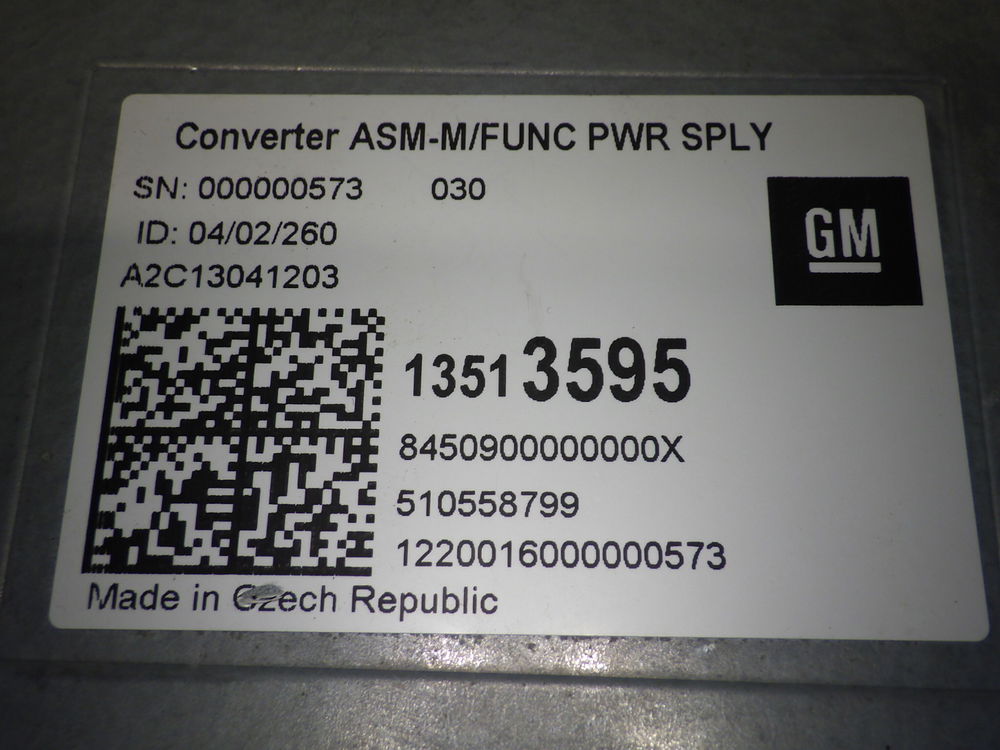 Converter ASM-M/FUNC PWR SPLY
SN: 000000573 030
ID: 04/02/260
A2C13041203
GM
13513595
8450900000000X
510558799
1220016000000573
Made in Czech Republic